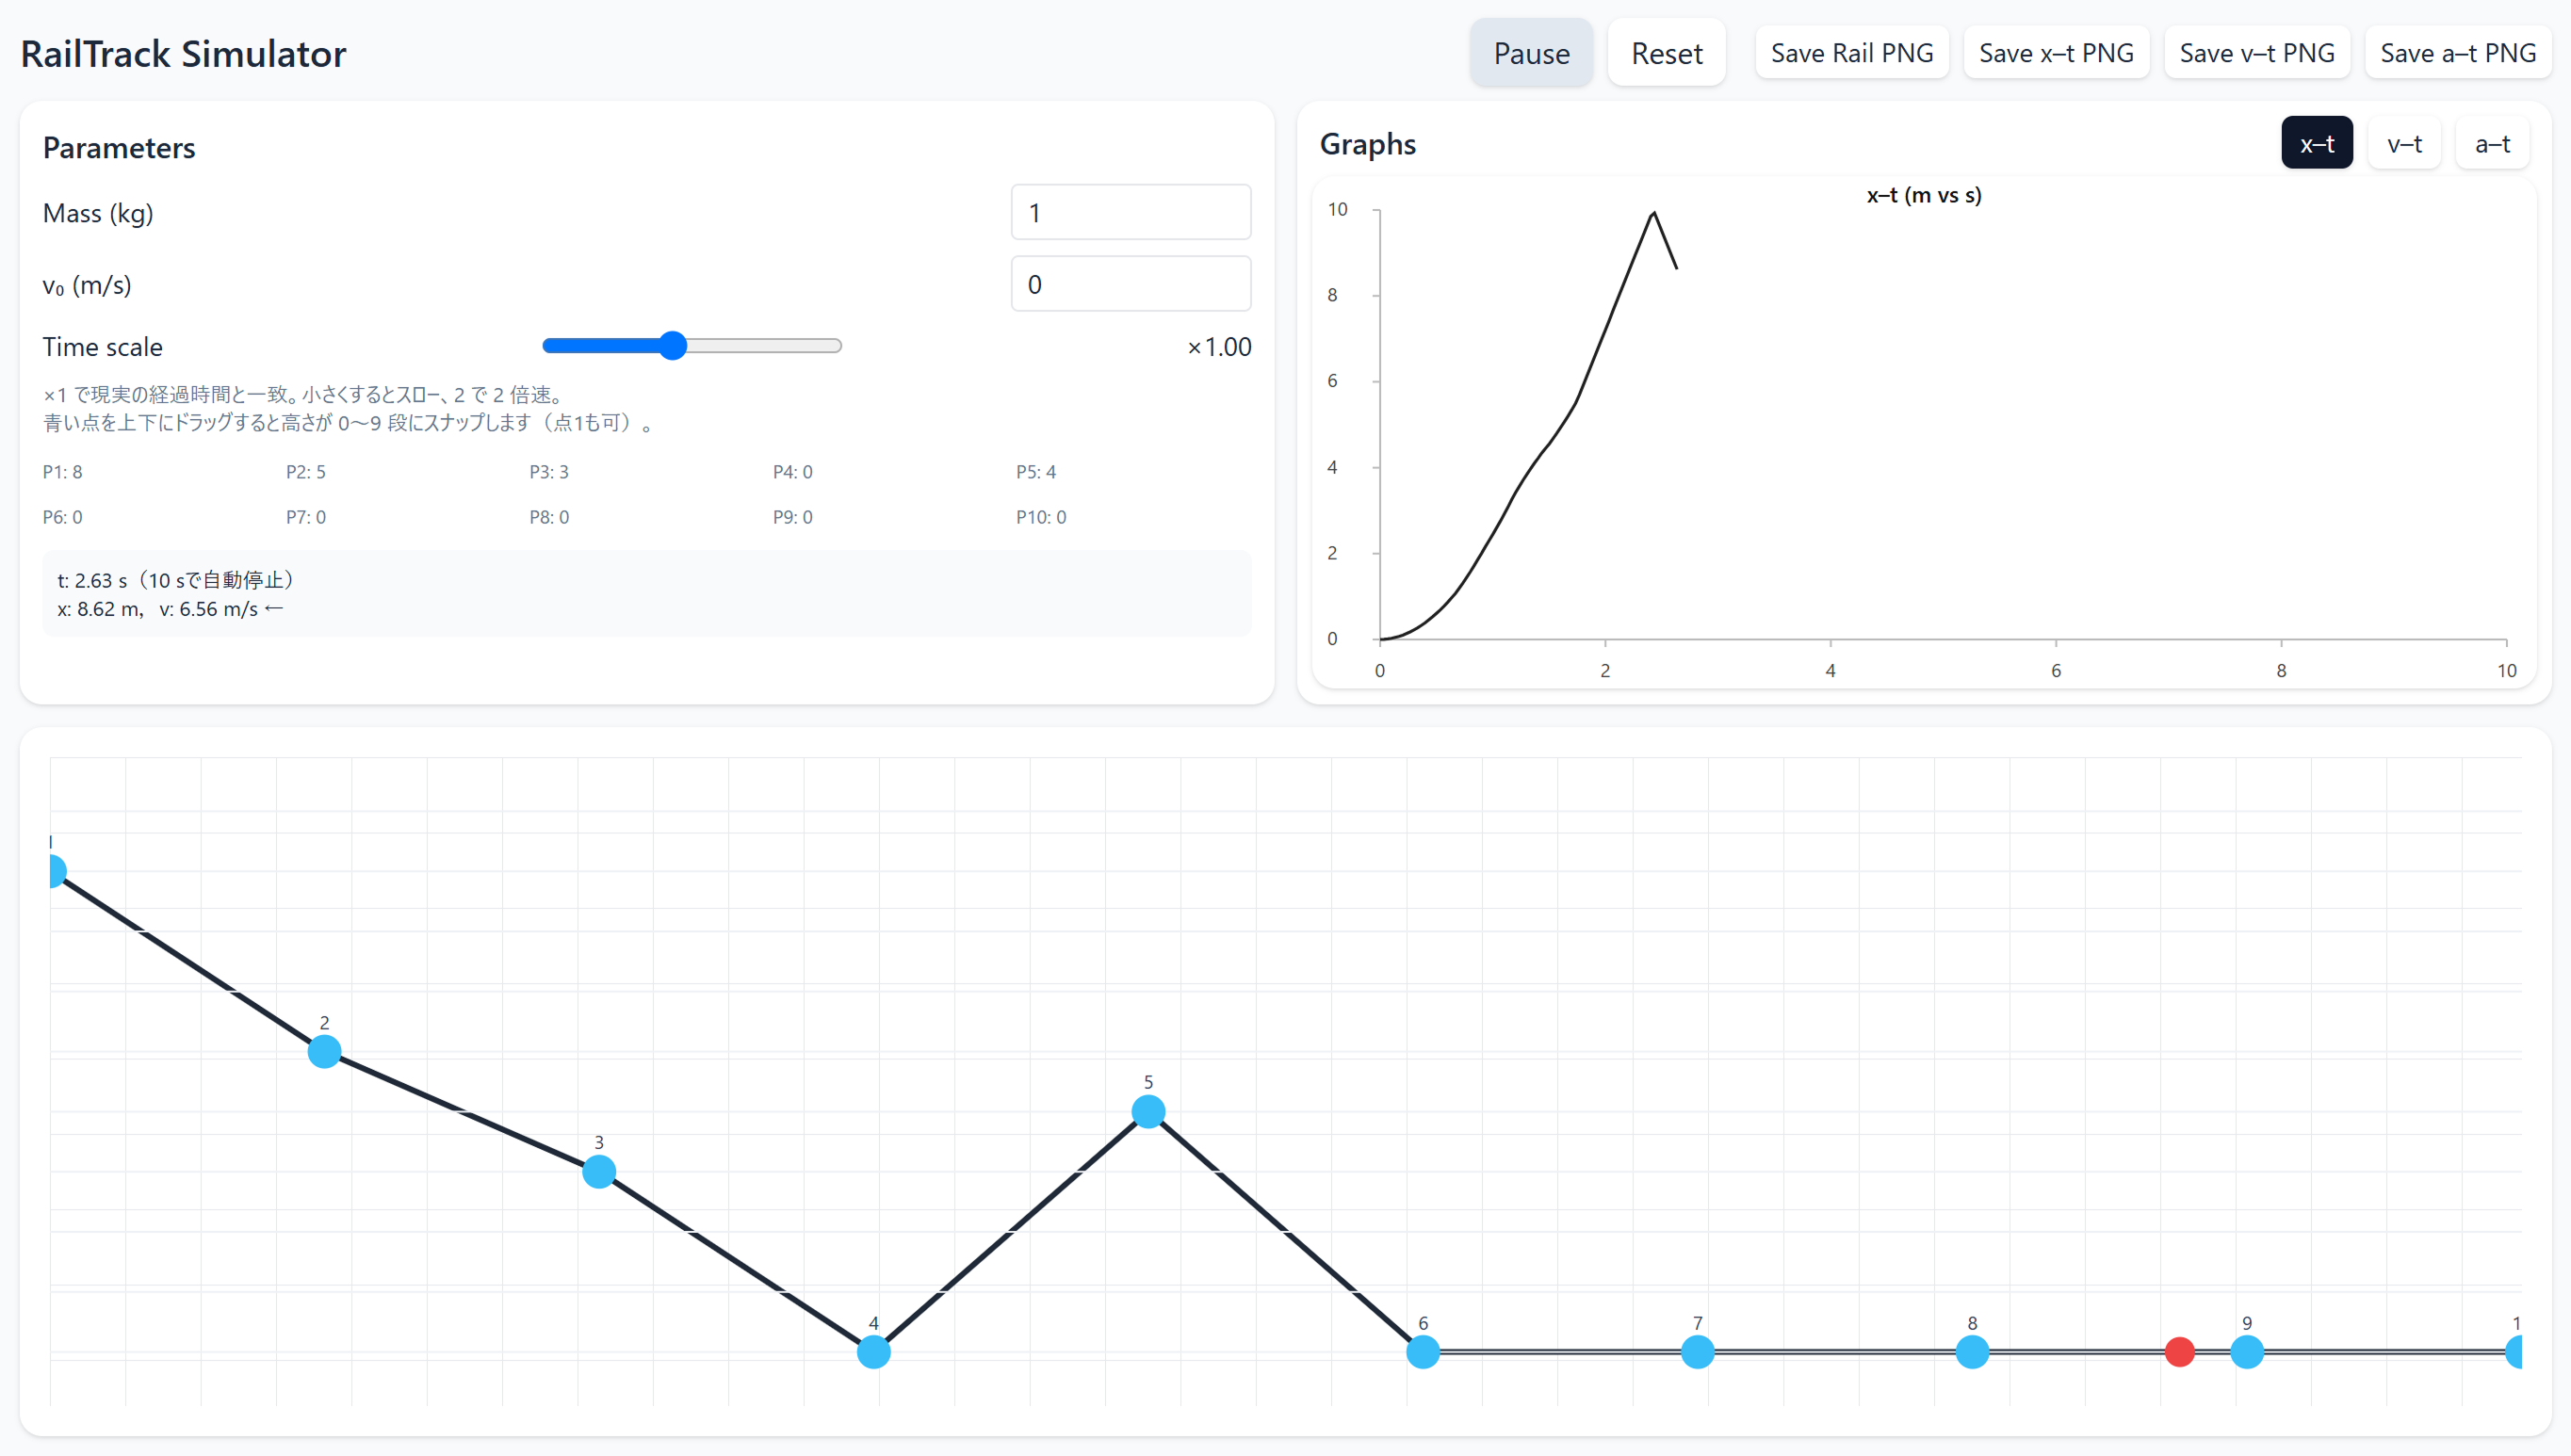 RailTrack Simulator
Pause Reset Save Rail PNG Save x–t PNG Save v–t PNG Save a–t PNG
Parameters
Mass (kg) 1
v₀ (m/s) 0
Time scale ×1.00
×1 で現実の経過時間と一致。小さくするとスロー、2 で 2 倍速。
青い点を上下にドラッグすると高さが 0〜9 段にスナップします（点1も可）。
P1: 8 P2: 5 P3: 3 P4: 0 P5: 4
P6: 0 P7: 0 P8: 0 P9: 0 P10: 0
t: 2.63 s（10 sで自動停止）
x: 8.62 m, v: 6.56 m/s ←
Graphs
x–t v–t a–t
x–t (m vs s)
10
8
6
4
2
0
0 2 4 6 8 10
1
2
3
4
5
6
7
8
9
1